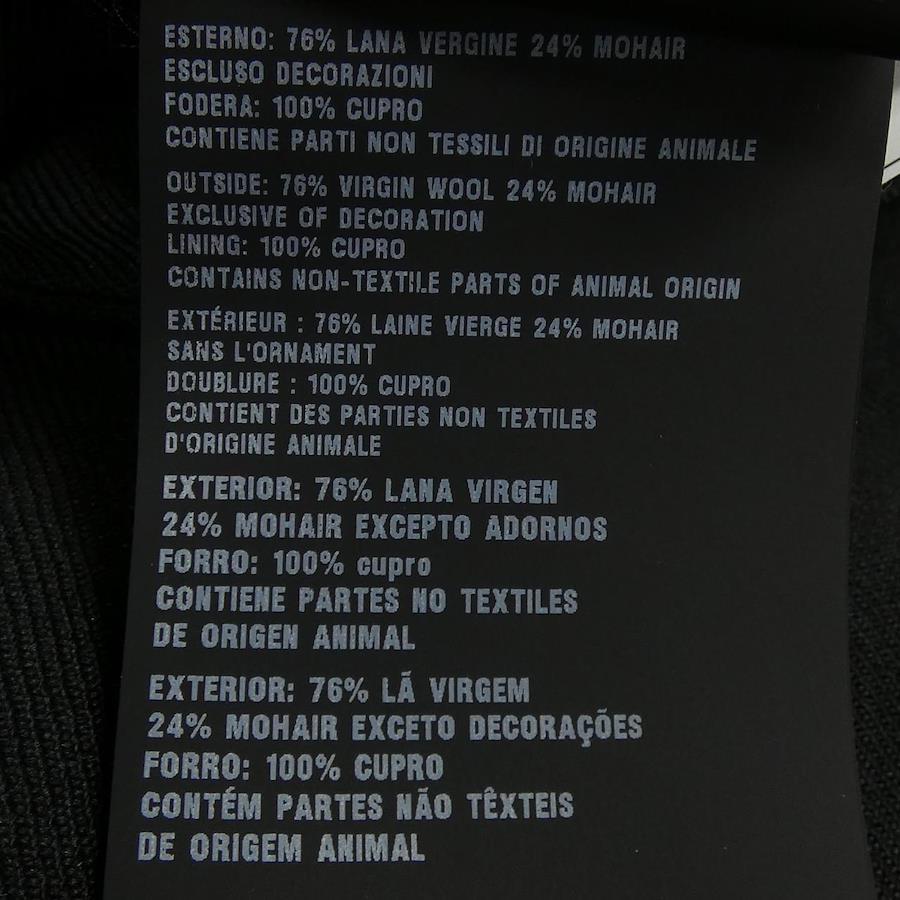 ESTERNO: 76% LANA VERGINE 24% MOHAIR
ESCLUSO DECORAZIONI
FODERA: 100% CUPRO
CONTIENE PARTI NON TESSILI DI ORIGINE ANIMALE
OUTSIDE: 76% VIRGIN WOOL 24% MOHAIR
EXCLUSIVE OF DECORATION
LINING: 100% CUPRO
CONTAINS NON-TEXTILE PARTS OF ANIMAL ORIGIN
EXTÉRIEUR : 76% LAINE VIERGE 24% MOHAIR
SANS L'ORNAMENT
DOUBLURE : 100% CUPRO
CONTIENT DES PARTIES NON TEXTILES
D'ORIGINE ANIMALE
EXTERIOR: 76% LANA VIRGEN
24% MOHAIR EXCEPTO ADORNOS
FORRO: 100% cupro
CONTIENE PARTES NO TEXTILES
DE ORIGEN ANIMAL
EXTERIOR: 76% LÃ VIRGEM
24% MOHAIR EXCETO DECORAÇÕES
FORRO: 100% CUPRO
CONTÉM PARTES NÃO TÊXTEIS
DE ORIGEM ANIMAL